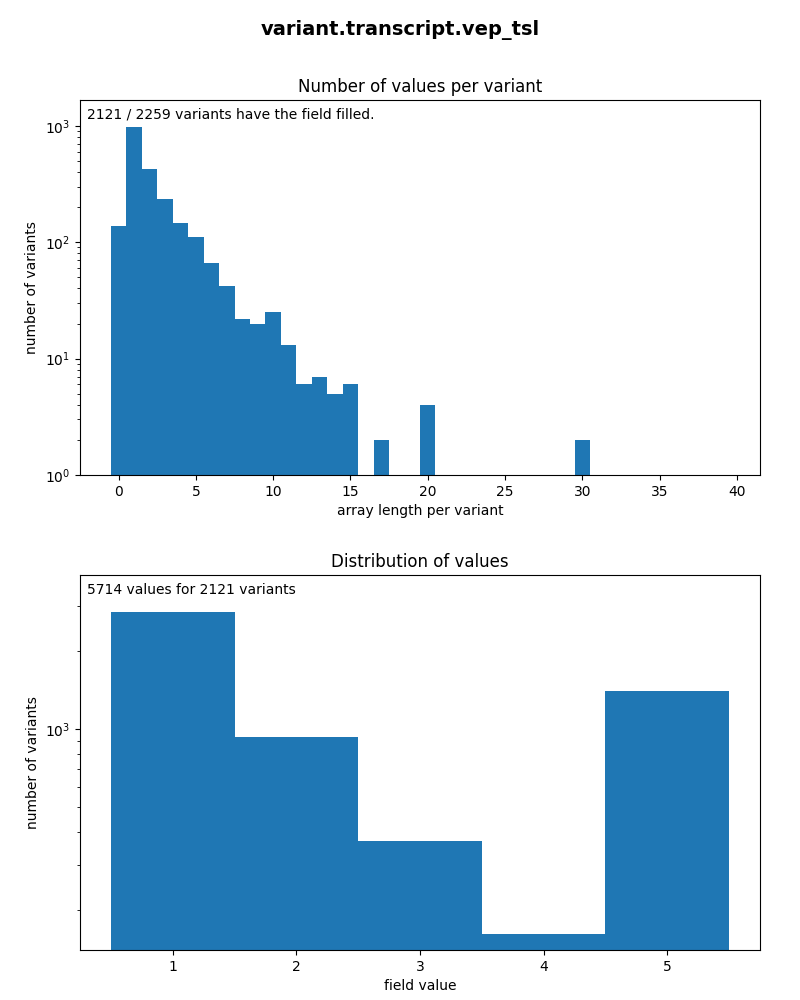 variant.transcript.vep_tsl
Number of values per variant
2121 / 2259 variants have the field filled.
10³
10²
10¹
10⁰
number of variants
0 5 10 15 20 25 30 35 40
array length per variant
Distribution of values
5714 values for 2121 variants
10³
number of variants
1 2 3 4 5
field value